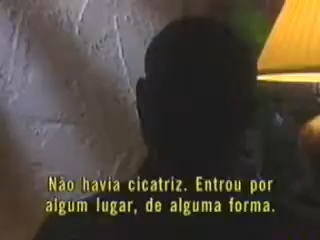 Não havia cicatriz. Entrou por
algum lugar, de alguma forma.